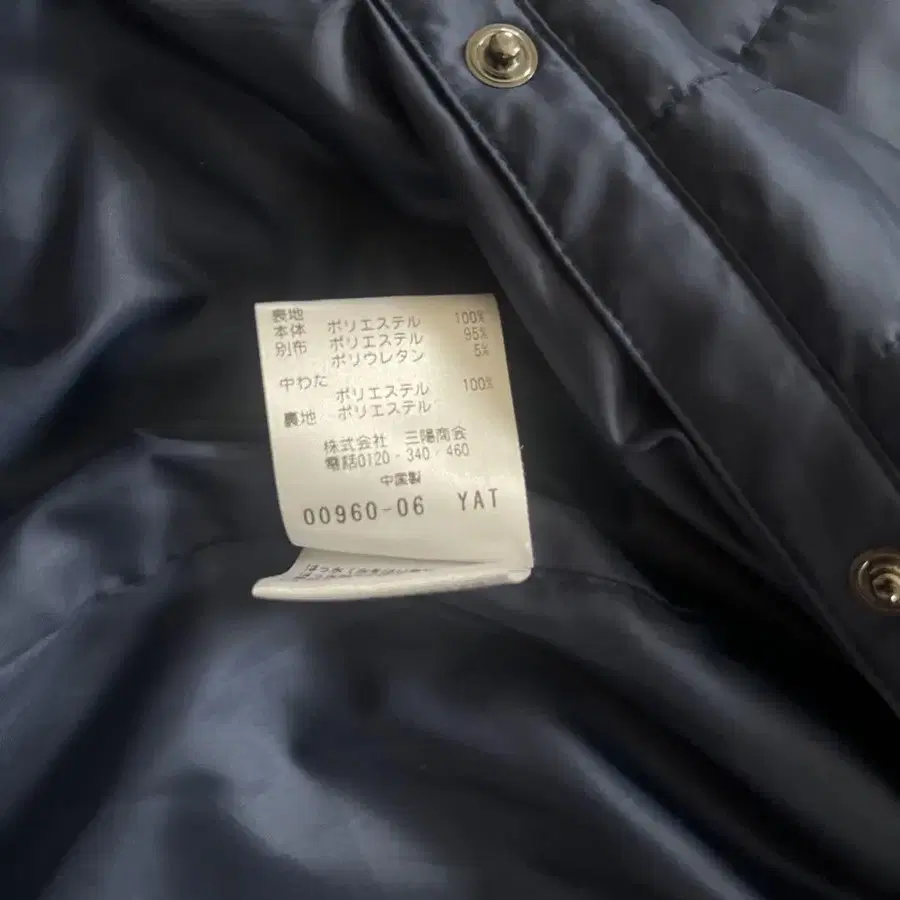 表地
本体 ポリエステル 100%
別布 ポリエステル 95%
ポリウレタン 5%
中わた
ポリエステル 100%
裏地 ポリエステル
株式会社 三陽商会
電話0120-340-460
中国製
00960-06 YAT